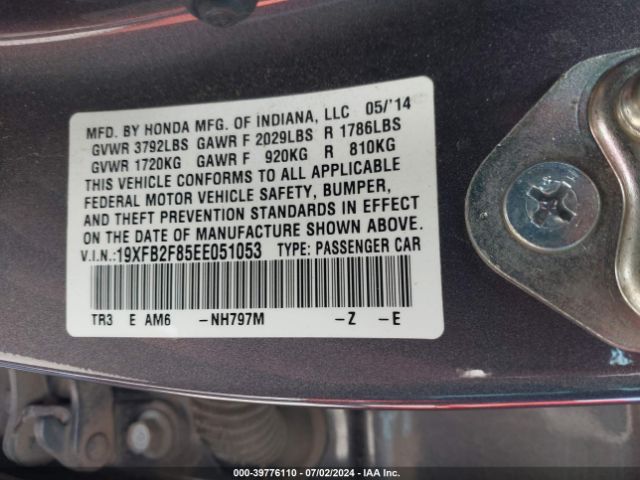 MFD. BY HONDA MFG. OF INDIANA, LLC 05/'14
GVWR 3792LBS GAWR F 2029LBS R 1786LBS
GVWR 1720KG GAWR F 920KG R 810KG
THIS VEHICLE CONFORMS TO ALL APPLICABLE
FEDERAL MOTOR VEHICLE SAFETY, BUMPER,
AND THEFT PREVENTION STANDARDS IN EFFECT
ON THE DATE OF MANUFACTURE SHOWN ABOVE.
V.I.N.:19XFB2F85EE051053 TYPE: PASSENGER CAR
TR3 E AM6 -NH797M -Z -E
000-39776110 - 07/02/2024 - IAA Inc.